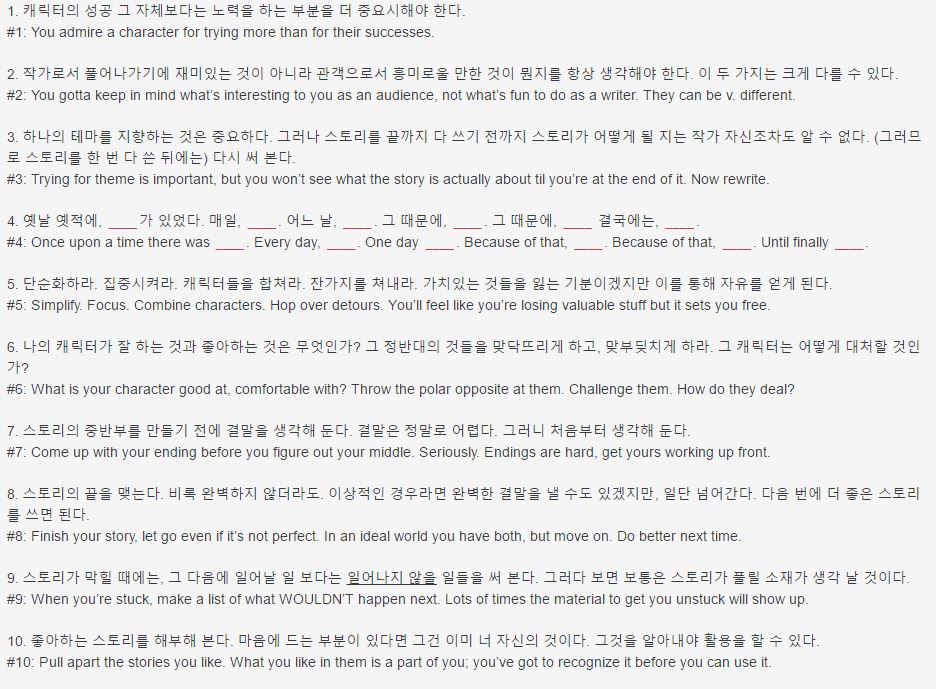 1. 캐릭터의 성공 그 자체보다는 노력을 하는 부분을 더 중요시해야 한다.
#1: You admire a character for trying more than for their successes.
2. 작가로서 풀어나가기에 재미있는 것이 아니라 관객으로서 흥미로울 만한 것이 뭔지를 항상 생각해야 한다. 이 두 가지는 크게 다를 수 있다.
#2: You gotta keep in mind what's interesting to you as an audience, not what's fun to do as a writer. They can be v. different.
3. 하나의 테마를 지향하는 것은 중요하다. 그러나 스토리를 끝까지 다 쓰기 전까지 스토리가 어떻게 될 지는 작가 자신조차도 알 수 없다. (그러므
로 스토리를 한 번 다 쓴 뒤에는) 다시 써 본다.
#3: Trying for theme is important, but you won't see what the story is actually about til you're at the end of it. Now rewrite.
4. 옛날 옛적에, ____가 있었다. 매일, ____. 어느 날, ____. 그 때문에, ____. 그 때문에, ____ 결국에는, ____.
#4: Once upon a time there was ____. Every day, ____. One day ____. Because of that, ____. Because of that, ____. Until finally ____.
5. 단순화하라. 집중시켜라. 캐릭터들을 합쳐라. 잔가지를 쳐내라. 가치있는 것들을 잃는 기분이겠지만 이를 통해 자유를 얻게 된다.
#5: Simplify. Focus. Combine characters. Hop over detours. You'll feel like you're losing valuable stuff but it sets you free.
6. 나의 캐릭터가 잘 하는 것과 좋아하는 것은 무엇인가? 그 정반대의 것들을 맞닥뜨리게 하고, 맞부딪치게 하라. 그 캐릭터는 어떻게 대처할 것인
가?
#6: What is your character good at, comfortable with? Throw the polar opposite at them. Challenge them. How do they deal?
7. 스토리의 중반부를 만들기 전에 결말을 생각해 둔다. 결말은 정말로 어렵다. 그러니 처음부터 생각해 둔다.
#7: Come up with your ending before you figure out your middle. Seriously. Endings are hard, get yours working up front.
8. 스토리의 끝을 맺는다. 비록 완벽하지 않더라도. 이상적인 경우라면 완벽한 결말을 낼 수도 있겠지만, 일단 넘어간다. 다음 번에 더 좋은 스토리
를 쓰면 된다.
#8: Finish your story, let go even if it's not perfect. In an ideal world you have both, but move on. Do better next time.
9. 스토리가 막힐 때에는, 그 다음에 일어날 일 보다는 일어나지 않을 일들을 써 본다. 그러다 보면 보통은 스토리가 풀릴 소재가 생각 날 것이다.
#9: When you're stuck, make a list of what WOULDN'T happen next. Lots of times the material to get you unstuck will show up.
10. 좋아하는 스토리를 해부해 본다. 마음에 드는 부분이 있다면 그건 이미 너 자신의 것이다. 그것을 알아내야 활용을 할 수 있다.
#10: Pull apart the stories you like. What you like in them is a part of you; you've got to recognize it before you can use it.